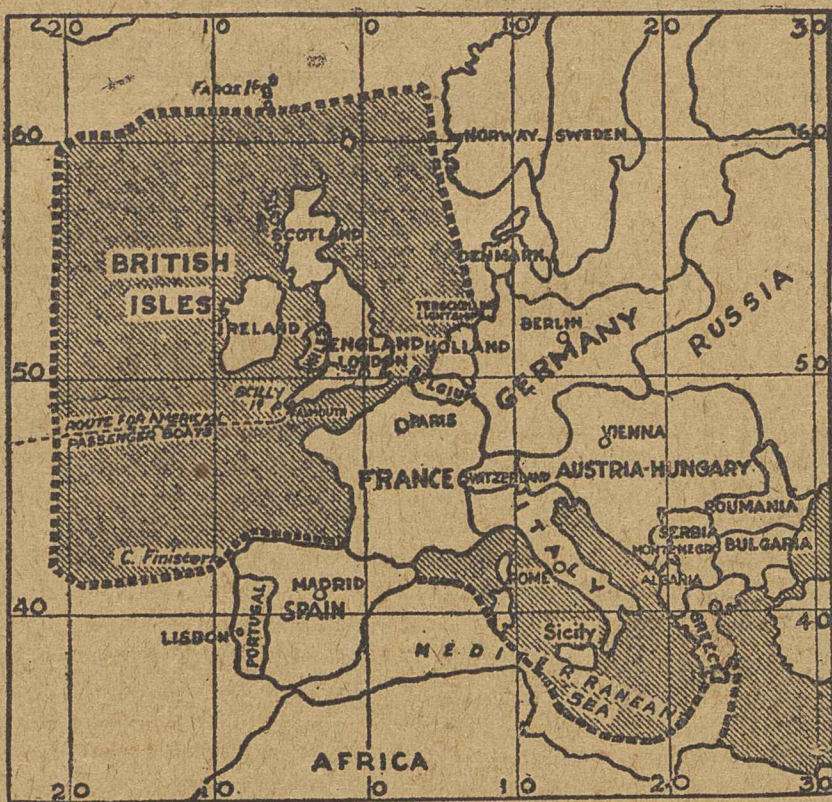 20 10 0 10 20 30
FAROE Is
60 60
NORWAY SWEDEN
SCOTLAND
BRITISH
ISLES
DENMARK
IRELAND
WALES
ENGLAND
LONDON
HOLLAND
BERLIN
GERMANY
RUSSIA
50 50
SCILLY
IS
FALMOUTH
BELGIUM
ROUTE FOR AMERICAN
PASSENGER BOATS
PARIS
VIENNA
FRANCE
SWITZERLAND
AUSTRIA-HUNGARY
ROUMANIA
SERBIA
MONTENEGRO
BULGARIA
ITALY
C. Finisterre
ROME
MADRID
SPAIN
40 40
PORTUGAL
LISBON
GREECE
Sicily
MEDITERRANEAN
SEA
AFRICA
20 10 0 10 20 30